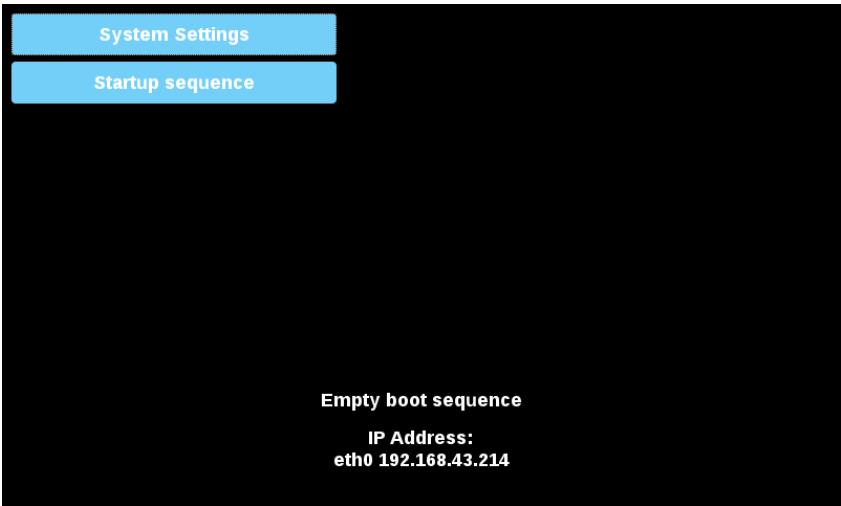 System Settings
Startup sequence
Empty boot sequence
IP Address:
eth0 192.168.43.214